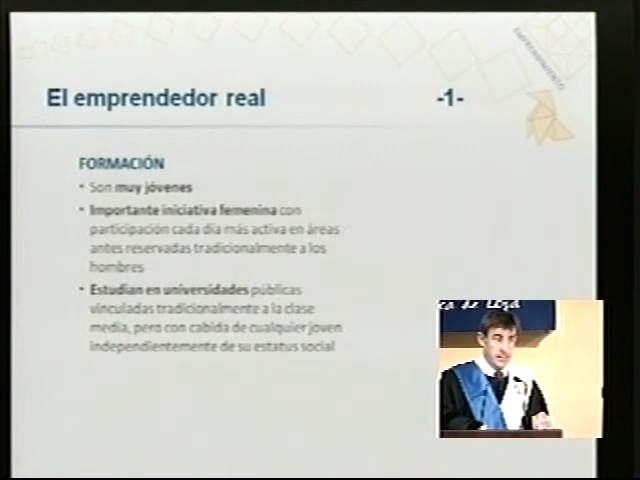 EMPRENDIMIENTO
El emprendedor real -1-
FORMACIÓN
• Son muy jóvenes
• Importante iniciativa femenina con
participación cada día más activa en áreas
antes reservadas tradicionalmente a los
hombres
• Estudian en universidades públicas
vinculadas tradicionalmente a la clase
media, pero con cabida de cualquier joven
independientemente de su estatus social
de